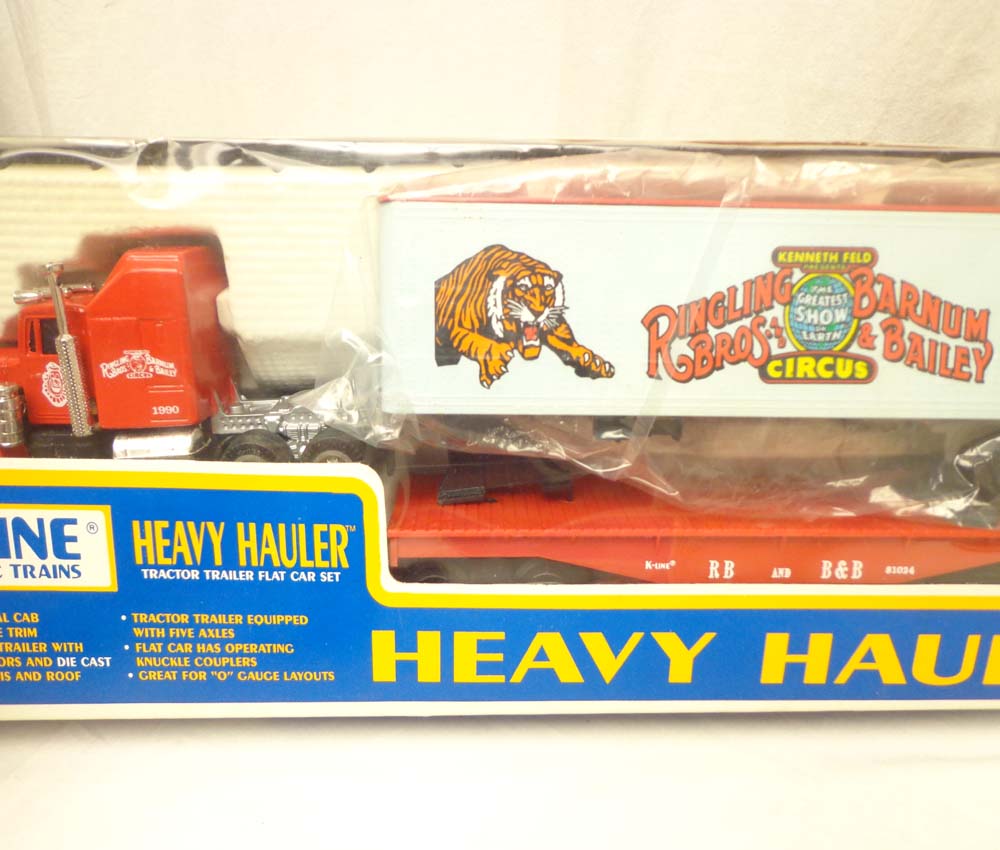 KENNETH FELD
PRESENTS
RINGLING BROS. & BARNUM & BAILEY
THE
GREATEST
SHOW
ON
EARTH
CIRCUS
RINGLING BROS. BARNUM & BAILEY
CIRCUS
1990
K-LINE® RB AND B&B 81024
INE®
TRAINS
HEAVY HAULER™
TRACTOR TRAILER FLAT CAR SET
L CAB
E TRIM
TRAILER WITH
ORS AND DIE CAST
IS AND ROOF
• TRACTOR TRAILER EQUIPPED
WITH FIVE AXLES
• FLAT CAR HAS OPERATING
KNUCKLE COUPLERS
• GREAT FOR "O" GAUGE LAYOUTS
HEAVY HAUL